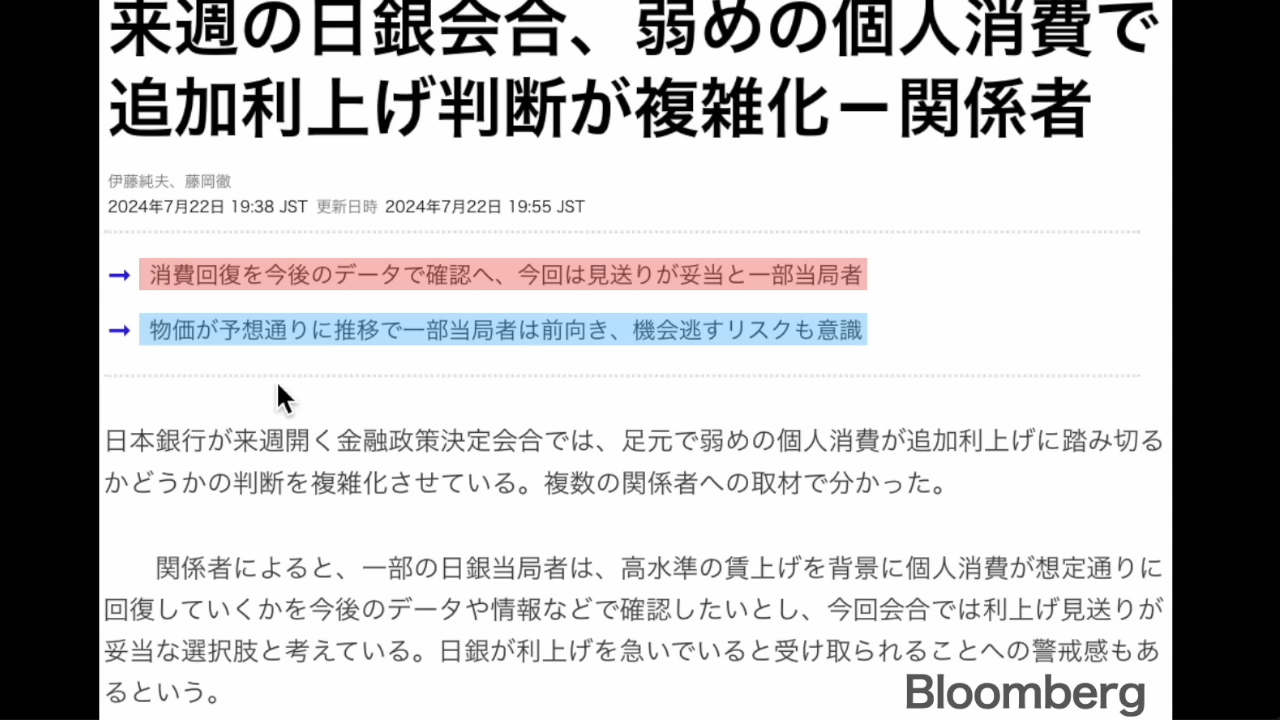 来週の日銀会合、弱めの個人消費で
追加利上げ判断が複雑化ー関係者
伊藤純夫、藤岡徹
2024年7月22日 19:38 JST 更新日時 2024年7月22日 19:55 JST
→ 消費回復を今後のデータで確認へ、今回は見送りが妥当と一部当局者
→ 物価が予想通りに推移で一部当局者は前向き、機会逃すリスクも意識
日本銀行が来週開く金融政策決定会合では、足元で弱めの個人消費が追加利上げに踏み切る
かどうかの判断を複雑化させている。複数の関係者への取材で分かった。
関係者によると、一部の日銀当局者は、高水準の賃上げを背景に個人消費が想定通りに
回復していくかを今後のデータや情報などで確認したいとし、今回会合では利上げ見送りが
妥当な選択肢と考えている。日銀が利上げを急いでいると受け取られることへの警戒感もあ
るという。
Bloomberg